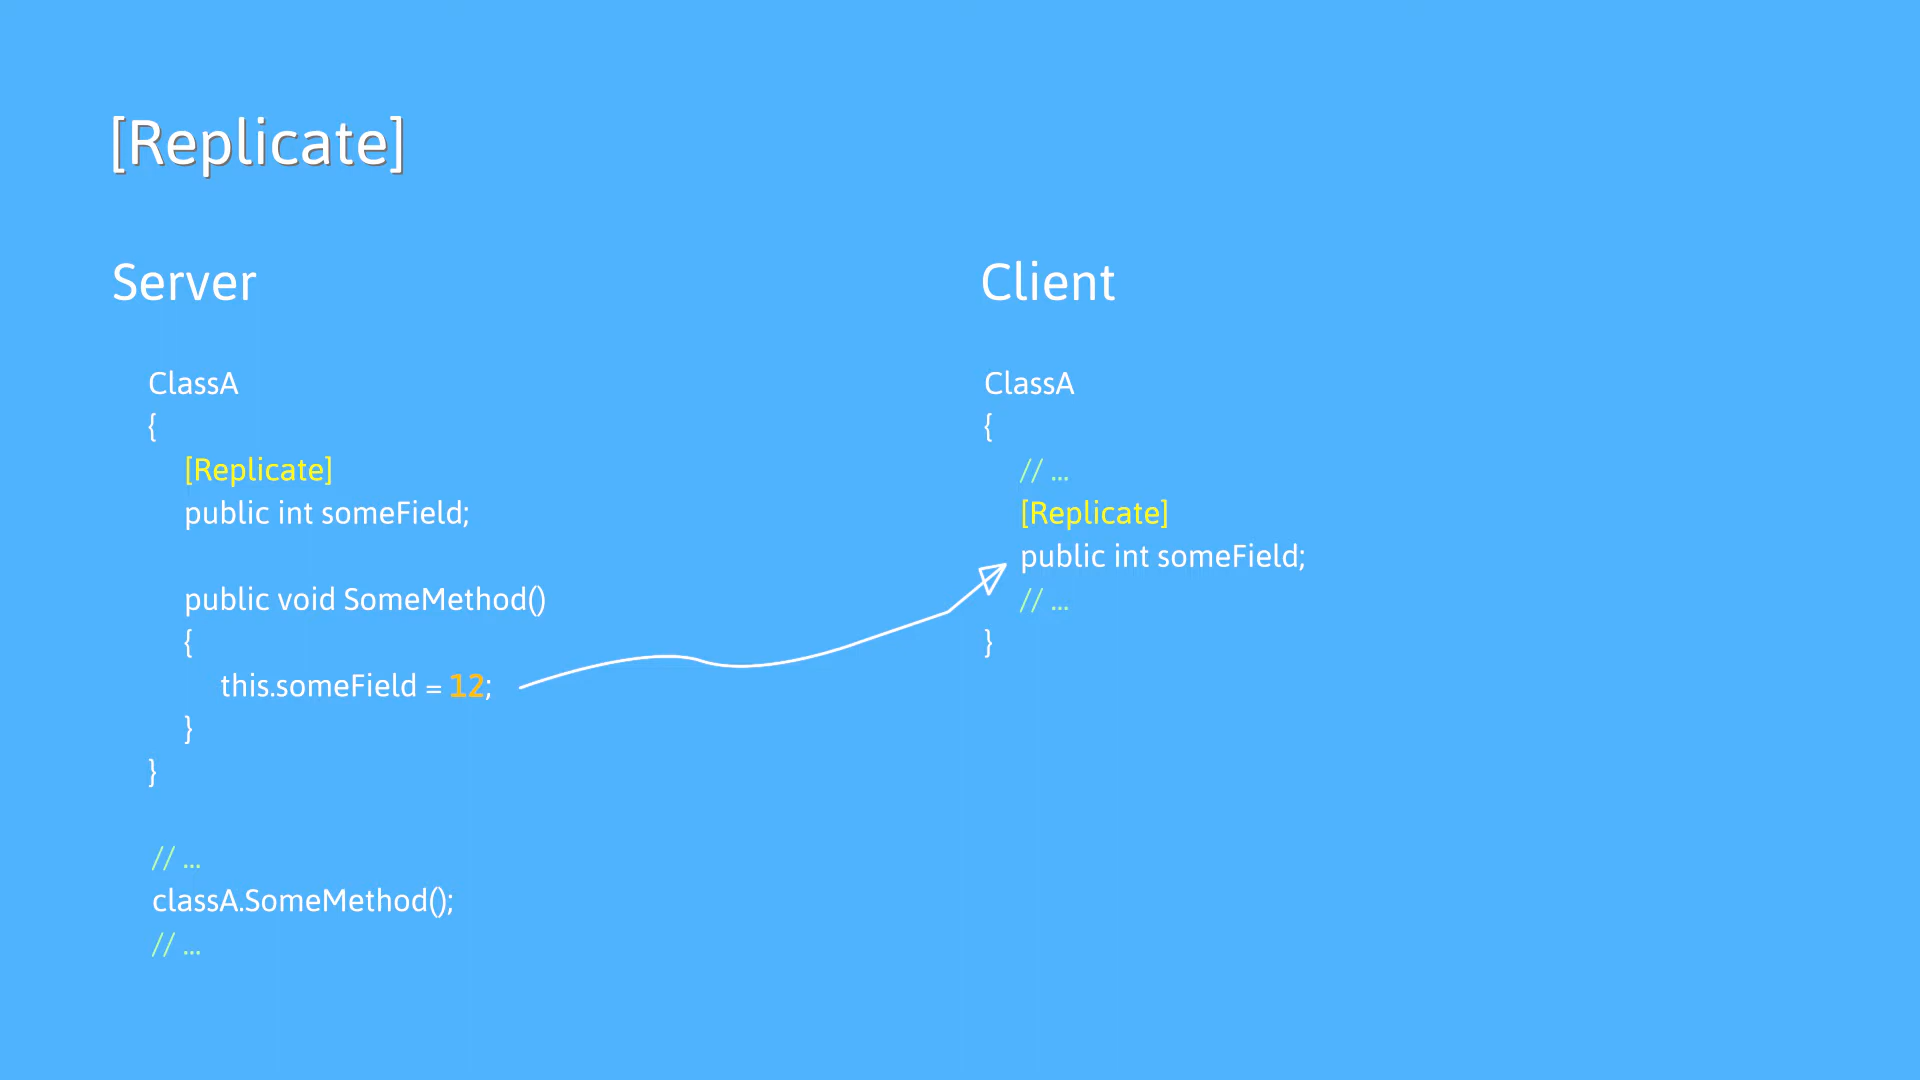 [Replicate]
Server
ClassA
{
[Replicate]
public int someField;
public void SomeMethod()
{
this.someField = 12;
}
}
// ...
classA.SomeMethod();
// ...
Client
ClassA
{
// ...
[Replicate]
public int someField;
// ...
}